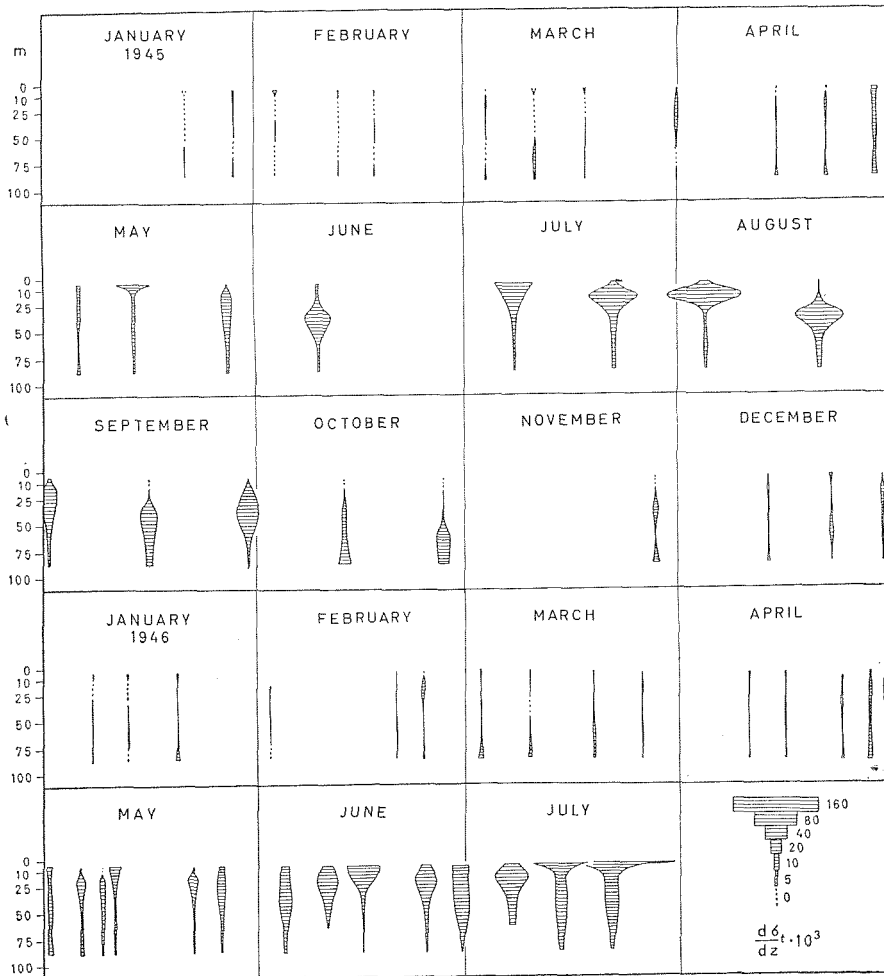 JANUARY
1945
FEBRUARY
MARCH
APRIL
m
0
10
25
50
75
100
MAY
JUNE
JULY
AUGUST
0
10
25
50
75
100
SEPTEMBER
OCTOBER
NOVEMBER
DECEMBER
0
10
25
50
75
100
JANUARY
1946
FEBRUARY
MARCH
APRIL
0
10
25
50
75
100
MAY
JUNE
JULY
0
10
25
50
75
100
160
80
40
20
10
5
0
dб/dz t · 10³